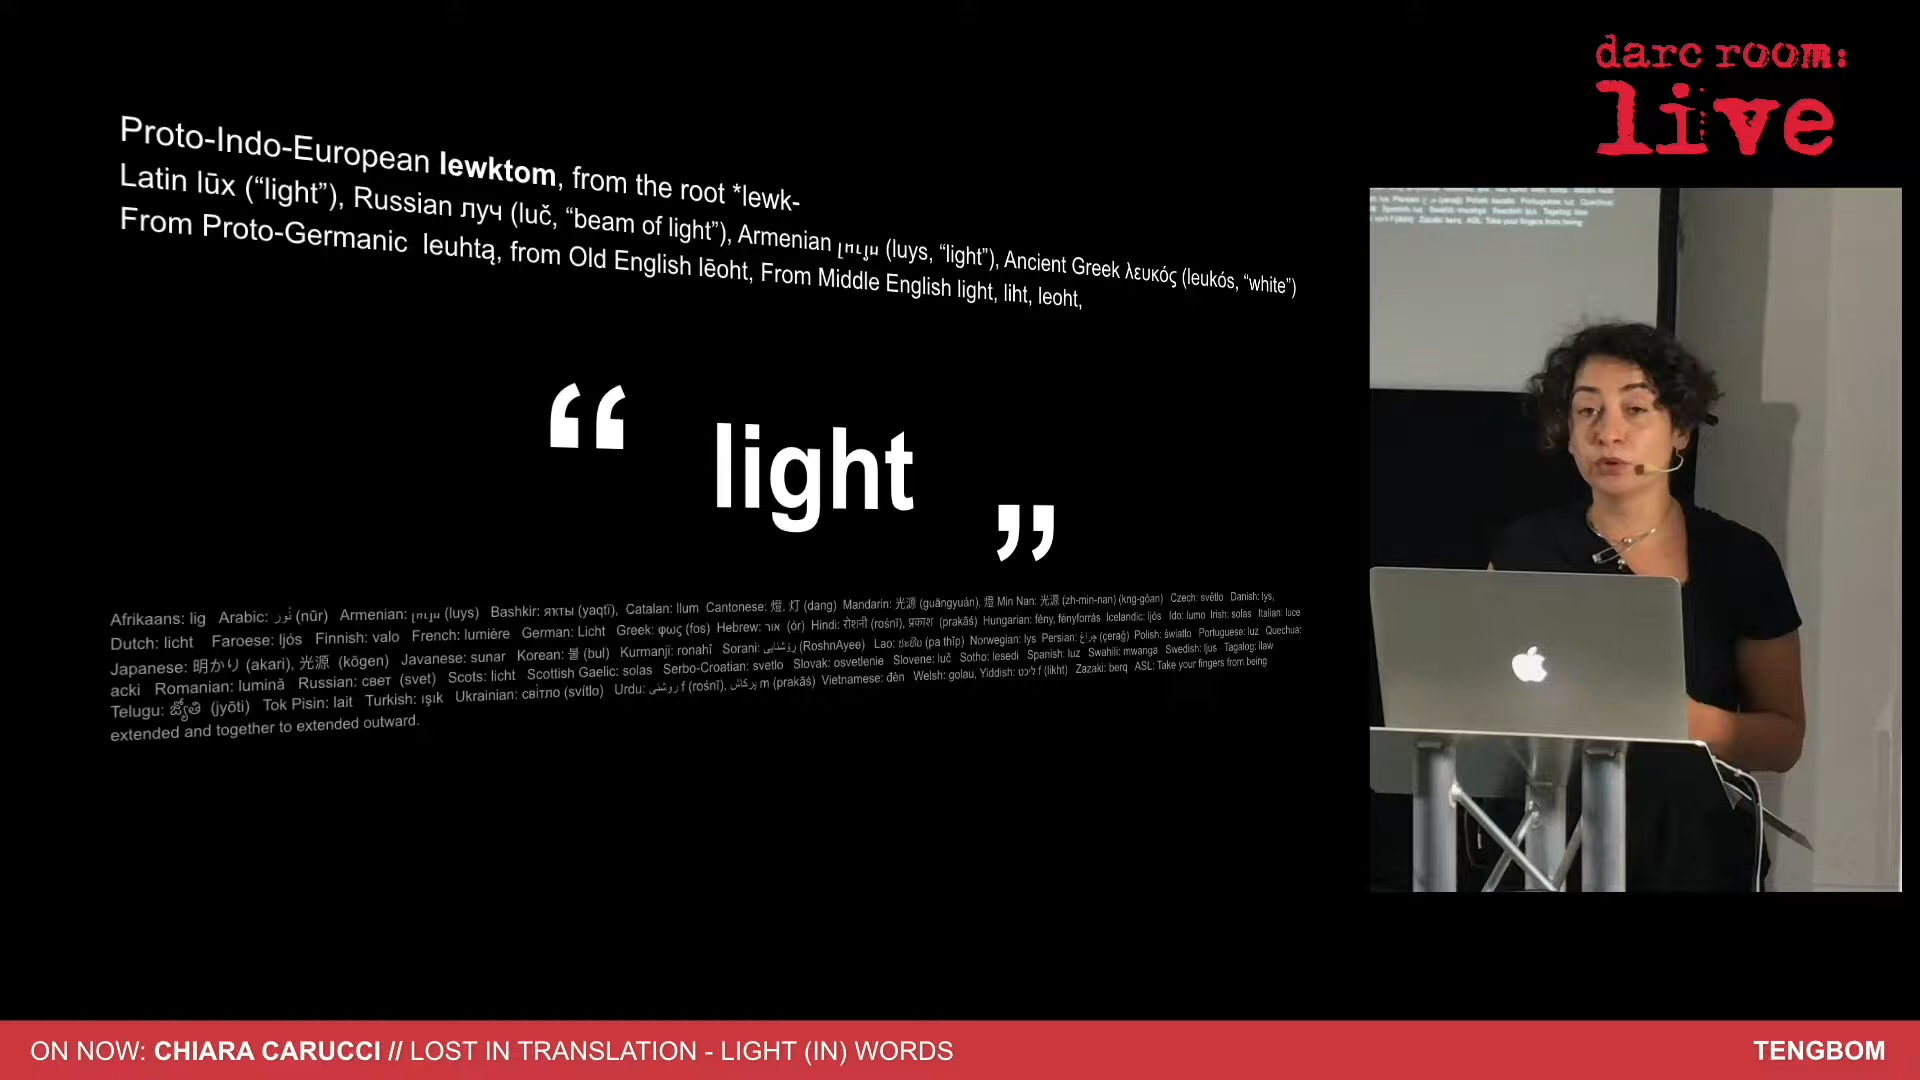 darc room:
live
Proto-Indo-European lewktom, from the root *lewk-
Latin lūx (“light”), Russian луч (luč, “beam of light”), Armenian լույս (luys, “light”), Ancient Greek λευκός (leukós, “white”)
From Proto-Germanic leuhtą, from Old English lēoht, From Middle English light, liht, leoht,
“ light ”
Afrikaans: lig Arabic: نُور (nūr) Armenian: լույս (luys) Bashkir: яҡты (yaqtï), Catalan: llum Cantonese: 燈, 灯 (dang) Mandarin: 光源 (guāngyuán), 燈 Min Nan: 光源 (zh-min-nan) (kng-gôan) Czech: světlo Danish: lys,
Dutch: licht Faroese: ljós Finnish: valo French: lumière German: Licht Greek: φως (fos) Hebrew: אור (ór) Hindi: रोशनी (rośnī), प्रकाश (prakāś) Hungarian: fény, fényforrás Icelandic: ljós Ido: lumo Irish: solas Italian: luce
Japanese: 明かり (akari), 光源 (kōgen) Javanese: sunar Korean: 불 (bul) Kurmanji: ronahî Sorani: (RoshnAyee) Lao: (pa thīp) Norwegian: lys Persian: چراغ (čerağ) Polish: światło Portuguese: luz Quechua:
acki Romanian: lumină Russian: свет (svet) Scots: licht Scottish Gaelic: solas Serbo-Croatian: svetlo Slovak: osvetlenie Slovene: luč Sotho: lesedi Spanish: luz Swahili: mwanga Swedish: ljus Tagalog: ilaw
Telugu: జ్యోతి (jyōti) Tok Pisin: lait Turkish: ışık Ukrainian: світло (svitlo) Urdu: روشنی f (rośnī), پرکاش m (prakāś) Vietnamese: đèn Welsh: golau, Yiddish: ליכט f (likht) Zazaki: berq ASL: Take your fingers from being
extended and together to extended outward.
ON NOW: CHIARA CARUCCI // LOST IN TRANSLATION - LIGHT (IN) WORDS
TENGBOM